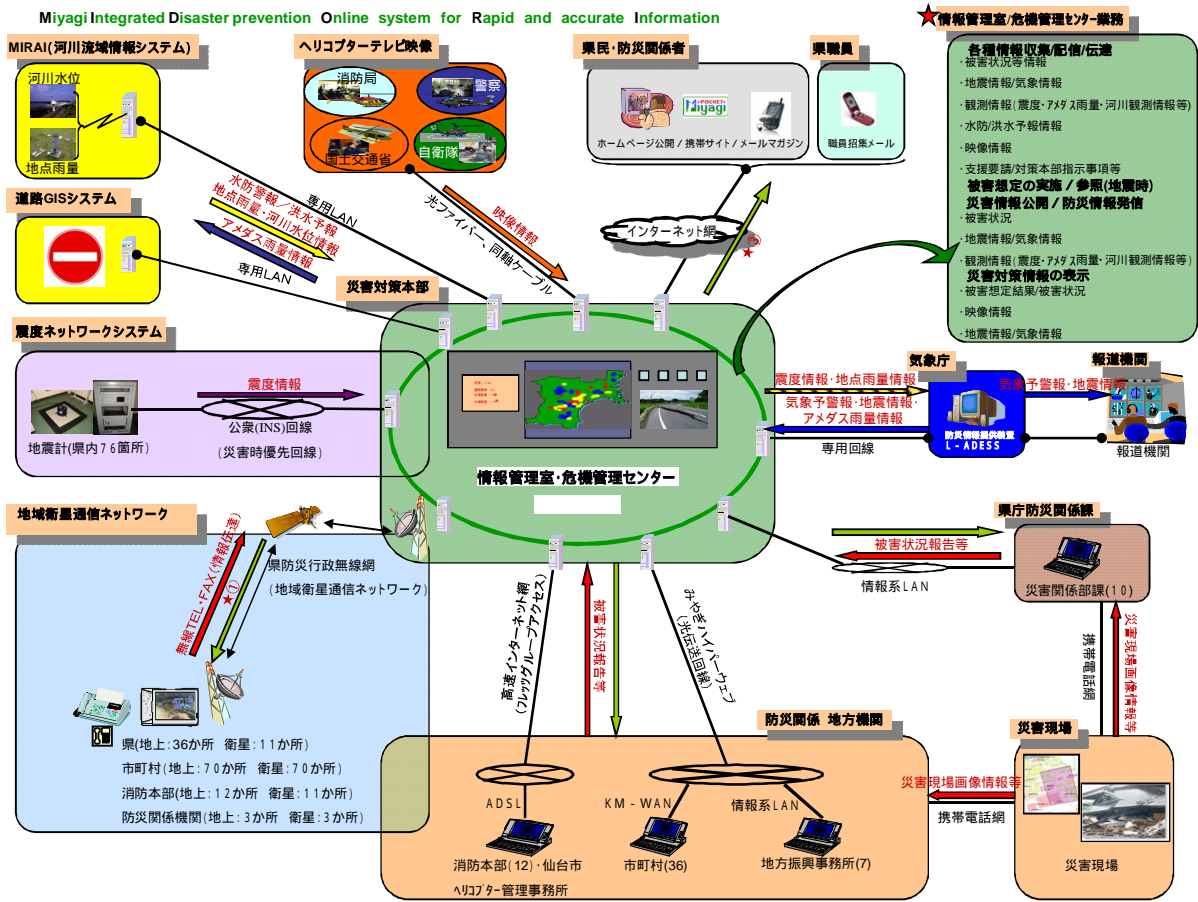 Miyagi Integrated Disaster prevention Online system for Rapid and accurate Information
MIRAI(河川流域情報システム)
河川水位
地点雨量
道路GISシステム
ヘリコプターテレビ映像
消防局
警察
国土交通省
自衛隊
県民・防災関係者
POCKET
Miyagi
ホームページ公開/携帯サイト/メールマガジン
県職員
職員招集メール
★情報管理室/危機管理センター業務
各種情報収集/配信/伝達
・被害状況等情報
・地震情報/気象情報
・観測情報(震度・アメダス雨量・河川観測情報等)
・水防/洪水予報情報
・映像情報
・支援要請/対策本部指示事項等
被害想定の実施/参照(地震時)
災害情報公開/防災情報発信
・被害状況
・地震情報/気象情報
・観測情報(震度・アメダス雨量・河川観測情報等)
災害対策情報の表示
・被害想定結果/被害状況
・映像情報
・地震情報/気象情報
専用LAN
水防警報/洪水予報
地点雨量・河川水位情報
アメダス雨量情報
専用LAN
映像情報
光ファイバー、同軸ケーブル
インターネット網
★③
災害対策本部
情報管理室・危機管理センター
震度ネットワークシステム
震度情報
公衆(INS)回線
(災害時優先回線)
地震計(県内76箇所)
気象庁
震度情報・地点雨量情報
気象予警報・地震情報・
アメダス雨量情報
専用回線
防災情報提供装置
L-ADESS
気象予警報・地震情報
報道機関
報道機関
地域衛星通信ネットワーク
県防災行政無線網
(地域衛星通信ネットワーク)
無線TEL・FAX(情報伝達)
★①
県(地上:36か所 衛星:11か所)
市町村(地上:70か所 衛星:70か所)
消防本部(地上:12か所 衛星:11か所)
防災関係機関(地上:3か所 衛星:3か所)
県庁防災関係課
被害状況報告等
情報系LAN
災害関係部課(10)
携帯電話網
災害現場画像情報等
高速インターネット網
(フレッツグループアクセス)
被害状況報告等
みやぎハイパーウェブ
(光伝送回線)
防災関係 地方機関
ADSL
KM-WAN
情報系LAN
消防本部(12)・仙台市
ヘリコプター管理事務所
市町村(36)
地方振興事務所(7)
災害現場画像情報等
携帯電話網
災害現場
災害現場